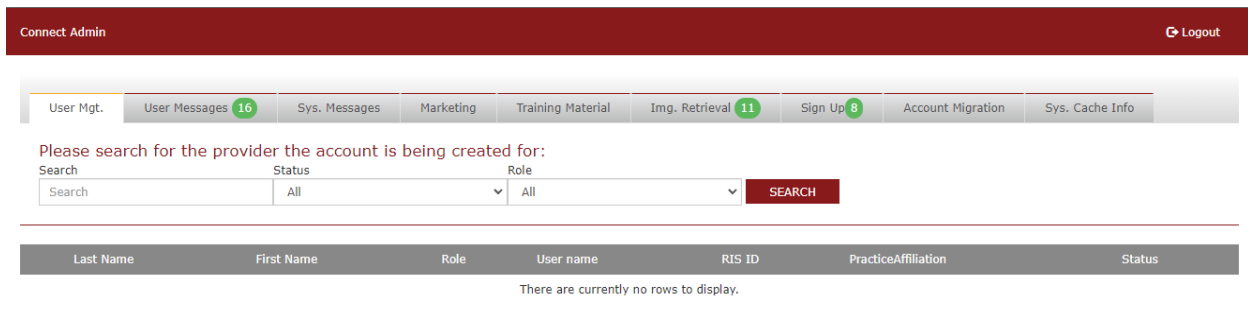 Connect Admin Logout
User Mgt. User Messages 16 Sys. Messages Marketing Training Material Img. Retrieval 11 Sign Up 8 Account Migration Sys. Cache Info
Please search for the provider the account is being created for:
Search Status Role
Search All All SEARCH
Last Name First Name Role User name RIS ID PracticeAffiliation Status
There are currently no rows to display.